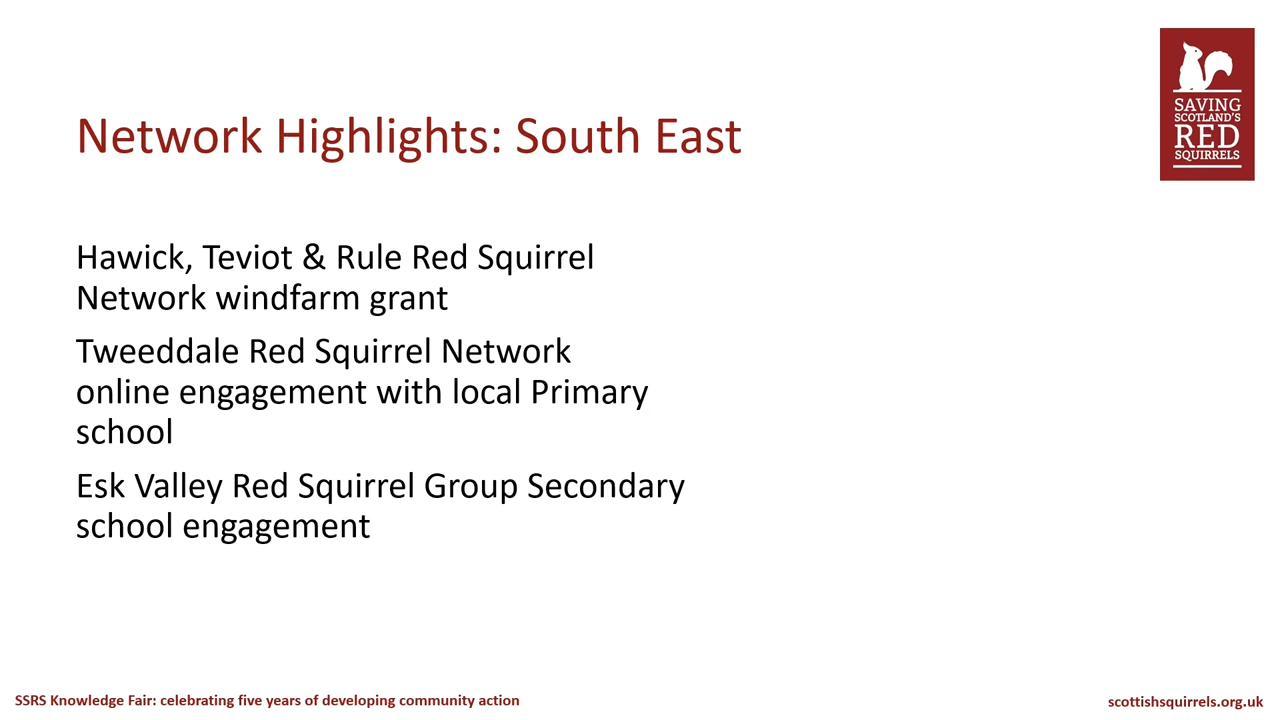 SAVING
SCOTLAND'S
RED
SQUIRRELS
Network Highlights: South East
Hawick, Teviot & Rule Red Squirrel
Network windfarm grant
Tweeddale Red Squirrel Network
online engagement with local Primary
school
Esk Valley Red Squirrel Group Secondary
school engagement
SSRS Knowledge Fair: celebrating five years of developing community action
scottishsquirrels.org.uk